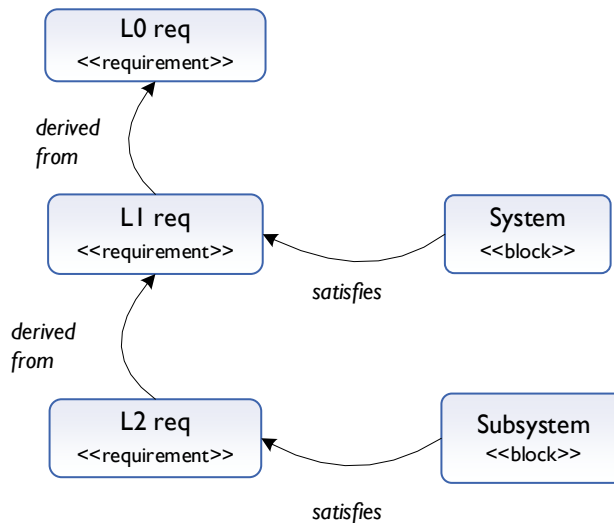 L0 req
<<requirement>>
derived
from
L1 req
<<requirement>>
System
<<block>>
satisfies
derived
from
L2 req
<<requirement>>
Subsystem
<<block>>
satisfies